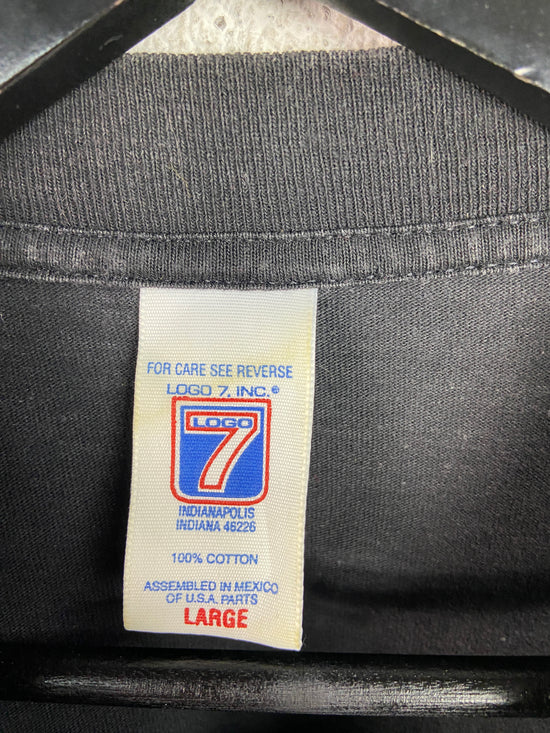 FOR CARE SEE REVERSE
LOGO 7, INC.®
LOGO
7
INDIANAPOLIS
INDIANA 46226
100% COTTON
ASSEMBLED IN MEXICO
OF U.S.A. PARTS
LARGE